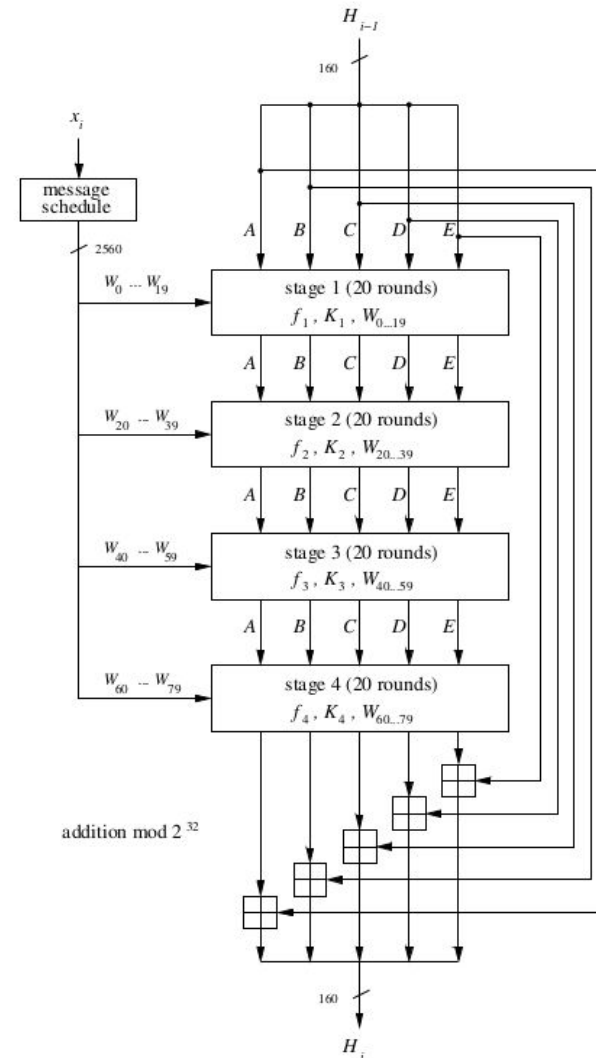 H_{i-1}
160
x_i
message
schedule
2560
A B C D E
W_0 ... W_19
stage 1 (20 rounds)
f_1 , K_1 , W_{0...19}
A B C D E
W_20 ... W_39
stage 2 (20 rounds)
f_2 , K_2 , W_{20...39}
A B C D E
W_40 ... W_59
stage 3 (20 rounds)
f_3 , K_3 , W_{40...59}
A B C D E
W_60 ... W_79
stage 4 (20 rounds)
f_4 , K_4 , W_{60...79}
addition mod 2^32
160
H_i